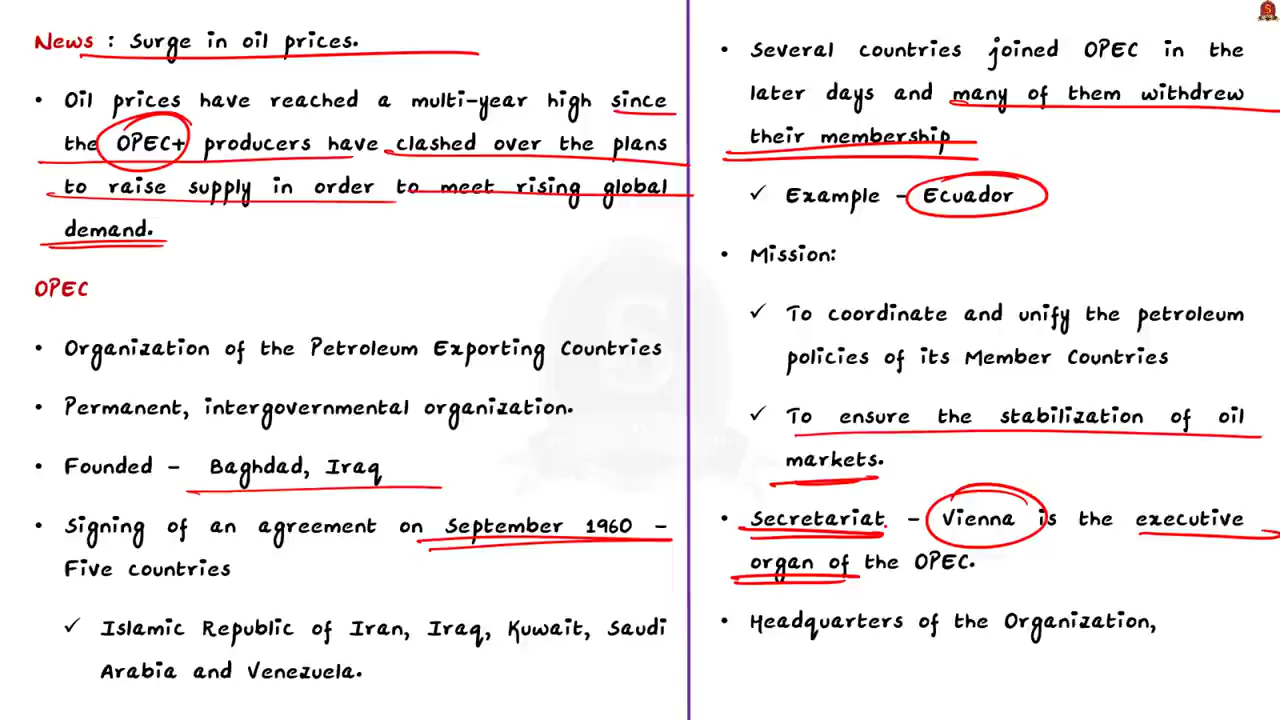 News : Surge in oil prices.
• Oil prices have reached a multi-year high since
the OPEC+ producers have clashed over the plans
to raise supply in order to meet rising global
demand.
OPEC
• Organization of the Petroleum Exporting Countries
• Permanent, intergovernmental organization.
• Founded – Baghdad, Iraq
• Signing of an agreement on September 1960 –
Five countries
✓ Islamic Republic of Iran, Iraq, Kuwait, Saudi
Arabia and Venezuela.
• Several countries joined OPEC in the
later days and many of them withdrew
their membership
✓ Example – Ecuador
• Mission:
✓ To coordinate and unify the petroleum
policies of its Member Countries
✓ To ensure the stabilization of oil
markets.
• Secretariat – Vienna is the executive
organ of the OPEC.
• Headquarters of the Organization,